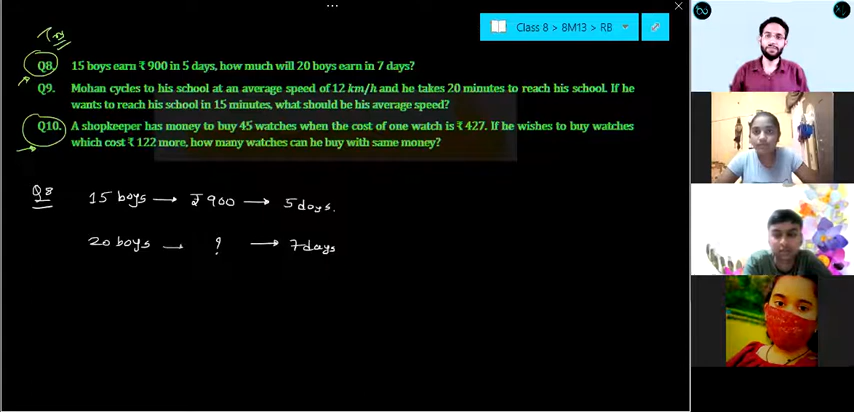 ...
Class 8 > 8M13 > RB
Try
Q8. 15 boys earn ₹ 900 in 5 days, how much will 20 boys earn in 7 days?
Q9. Mohan cycles to his school at an average speed of 12 km/h and he takes 20 minutes to reach his school. If he
wants to reach his school in 15 minutes, what should be his average speed?
Q10. A shopkeeper has money to buy 45 watches when the cost of one watch is ₹ 427. If he wishes to buy watches
which cost ₹ 122 more, how many watches can he buy with same money?
Q8 15 boys → ₹900 → 5 days.
20 boys → ? → 7 days